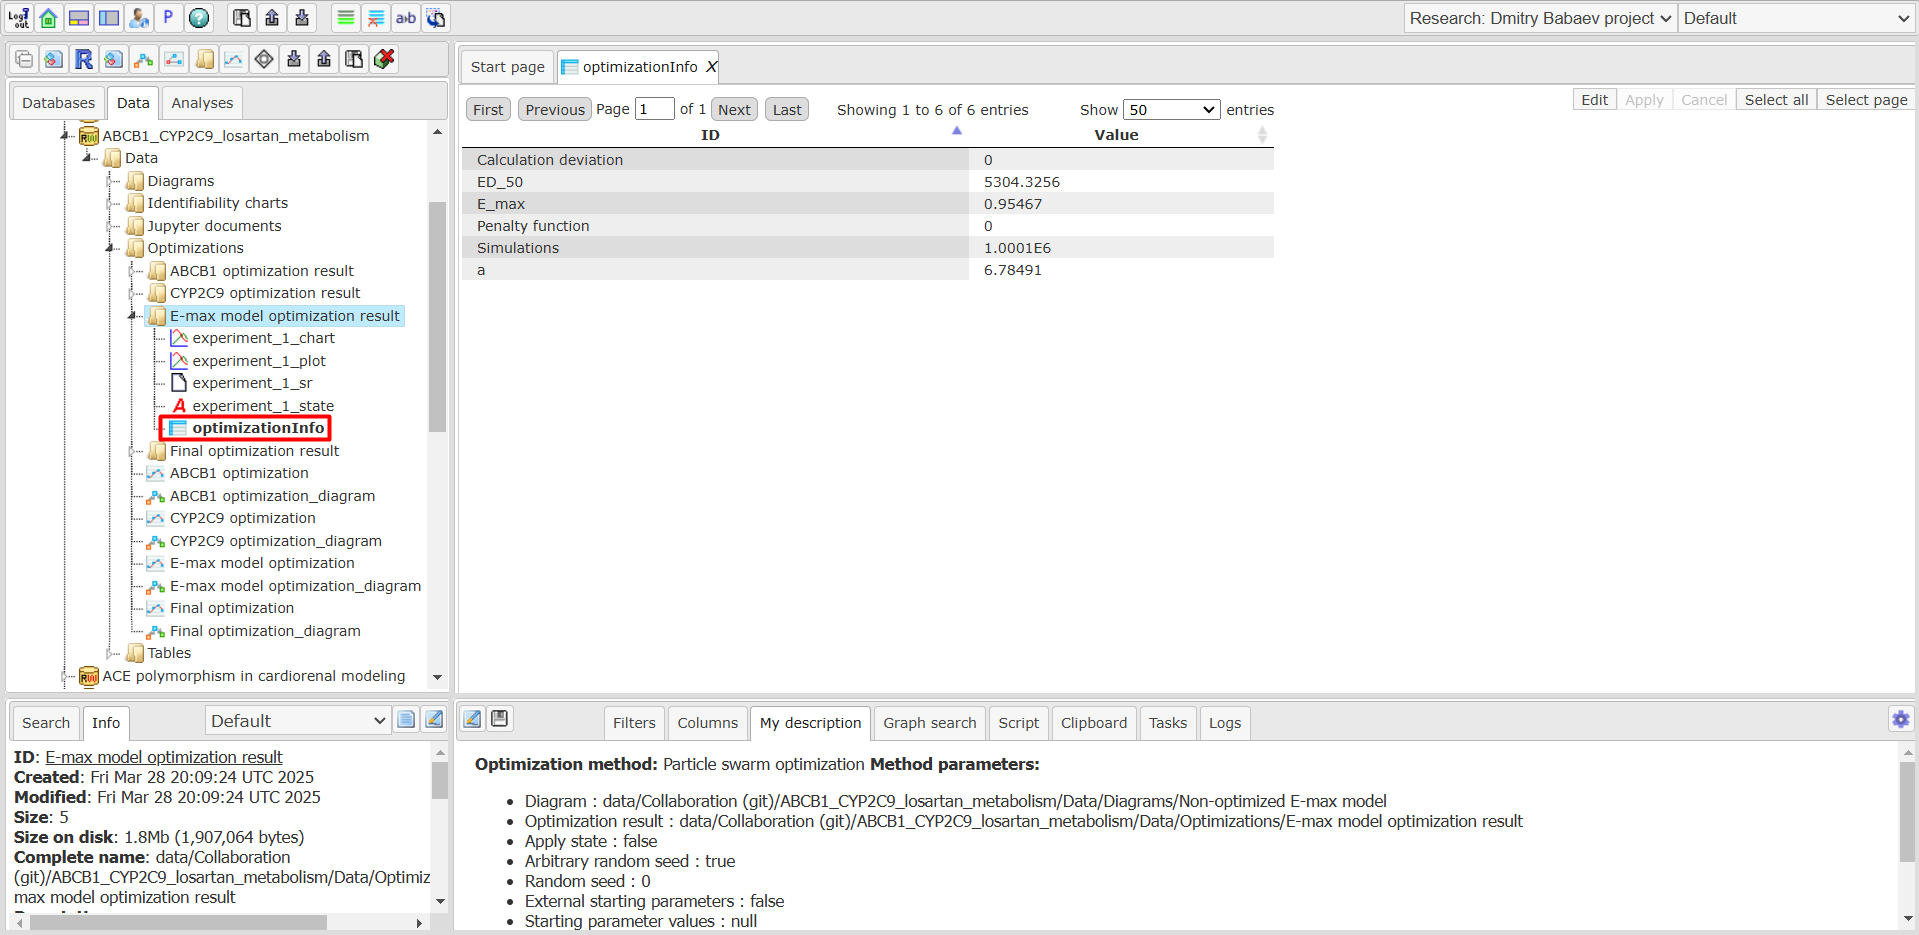 Log out
P
?
a|b
Research: Dmitry Babaev project
Default
R
Databases
Data
Analyses
ABCB1_CYP2C9_losartan_metabolism
Data
Diagrams
Identifiability charts
Jupyter documents
Optimizations
ABCB1 optimization result
CYP2C9 optimization result
E-max model optimization result
experiment_1_chart
experiment_1_plot
experiment_1_sr
experiment_1_state
optimizationInfo
Final optimization result
ABCB1 optimization
ABCB1 optimization_diagram
CYP2C9 optimization
CYP2C9 optimization_diagram
E-max model optimization
E-max model optimization_diagram
Final optimization
Final optimization_diagram
Tables
ACE polymorphism in cardiorenal modeling
Start page
optimizationInfo X
First Previous Page 1 of 1 Next Last Showing 1 to 6 of 6 entries Show 50 entries
Edit Apply Cancel Select all Select page
ID Value
Calculation deviation 0
ED_50 5304.3256
E_max 0.95467
Penalty function 0
Simulations 1.0001E6
a 6.78491
Search Info Default
ID: E-max model optimization result
Created: Fri Mar 28 20:09:24 UTC 2025
Modified: Fri Mar 28 20:09:24 UTC 2025
Size: 5
Size on disk: 1.8Mb (1,907,064 bytes)
Complete name: data/Collaboration
(git)/ABCB1_CYP2C9_losartan_metabolism/Data/Optimiz
max model optimization result
Filters Columns My description Graph search Script Clipboard Tasks Logs
Optimization method: Particle swarm optimization Method parameters:
• Diagram : data/Collaboration (git)/ABCB1_CYP2C9_losartan_metabolism/Data/Diagrams/Non-optimized E-max model
• Optimization result : data/Collaboration (git)/ABCB1_CYP2C9_losartan_metabolism/Data/Optimizations/E-max model optimization result
• Apply state : false
• Arbitrary random seed : true
• Random seed : 0
• External starting parameters : false
• Starting parameter values : null